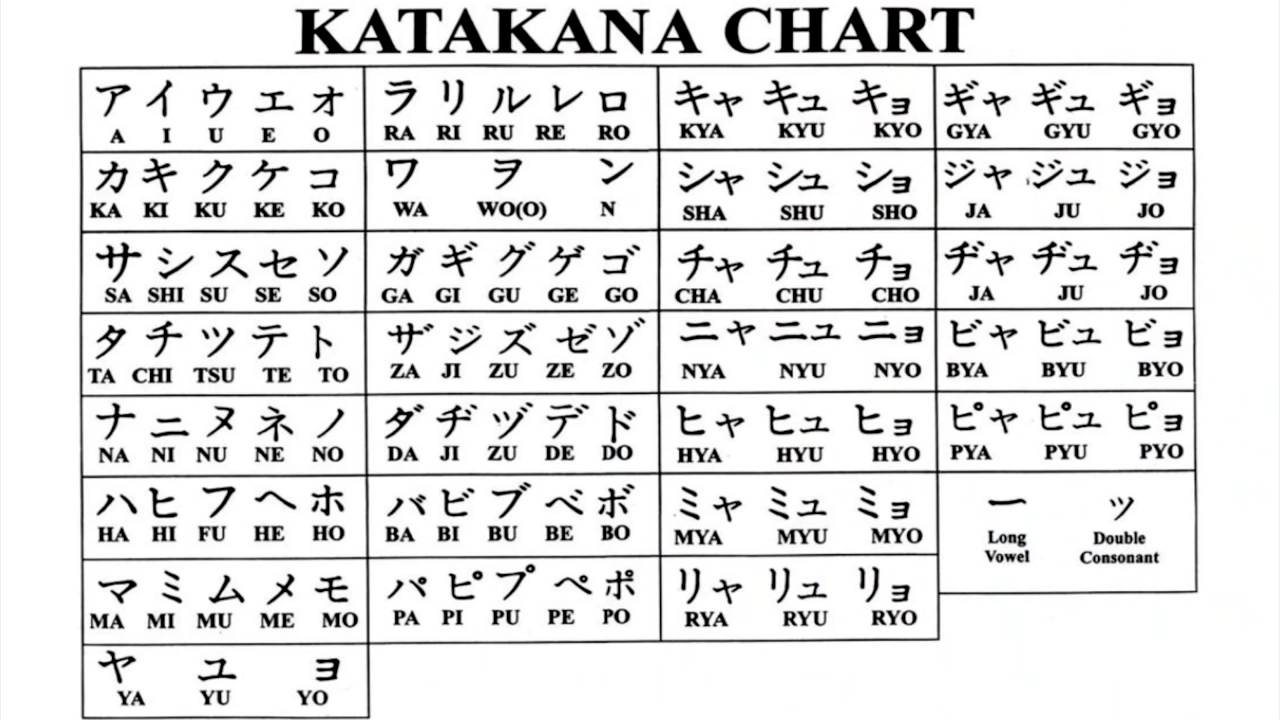 KATAKANA CHART
ア イ ウ エ オ
A I U E O
カ キ ク ケ コ
KA KI KU KE KO
サ シ ス セ ソ
SA SHI SU SE SO
タ チ ツ テ ト
TA CHI TSU TE TO
ナ ニ ヌ ネ ノ
NA NI NU NE NO
ハ ヒ フ ヘ ホ
HA HI FU HE HO
マ ミ ム メ モ
MA MI MU ME MO
ヤ ユ ヨ
YA YU YO
ラ リ ル レ ロ
RA RI RU RE RO
ワ ヲ ン
WA WO(O) N
ガ ギ グ ゲ ゴ
GA GI GU GE GO
ザ ジ ズ ゼ ゾ
ZA JI ZU ZE ZO
ダ ヂ ヅ デ ド
DA JI ZU DE DO
バ ビ ブ ベ ボ
BA BI BU BE BO
パ ピ プ ペ ポ
PA PI PU PE PO
キャ キュ キョ
KYA KYU KYO
シャ シュ ショ
SHA SHU SHO
チャ チュ チョ
CHA CHU CHO
ニャ ニュ ニョ
NYA NYU NYO
ヒャ ヒュ ヒョ
HYA HYU HYO
ミャ ミュ ミョ
MYA MYU MYO
リャ リュ リョ
RYA RYU RYO
ギャ ギュ ギョ
GYA GYU GYO
ジャ ジュ ジョ
JA JU JO
ヂャ ヂュ ヂョ
JA JU JO
ビャ ビュ ビョ
BYA BYU BYO
ピャ ピュ ピョ
PYA PYU PYO
ー ッ
Long Double
Vowel Consonant